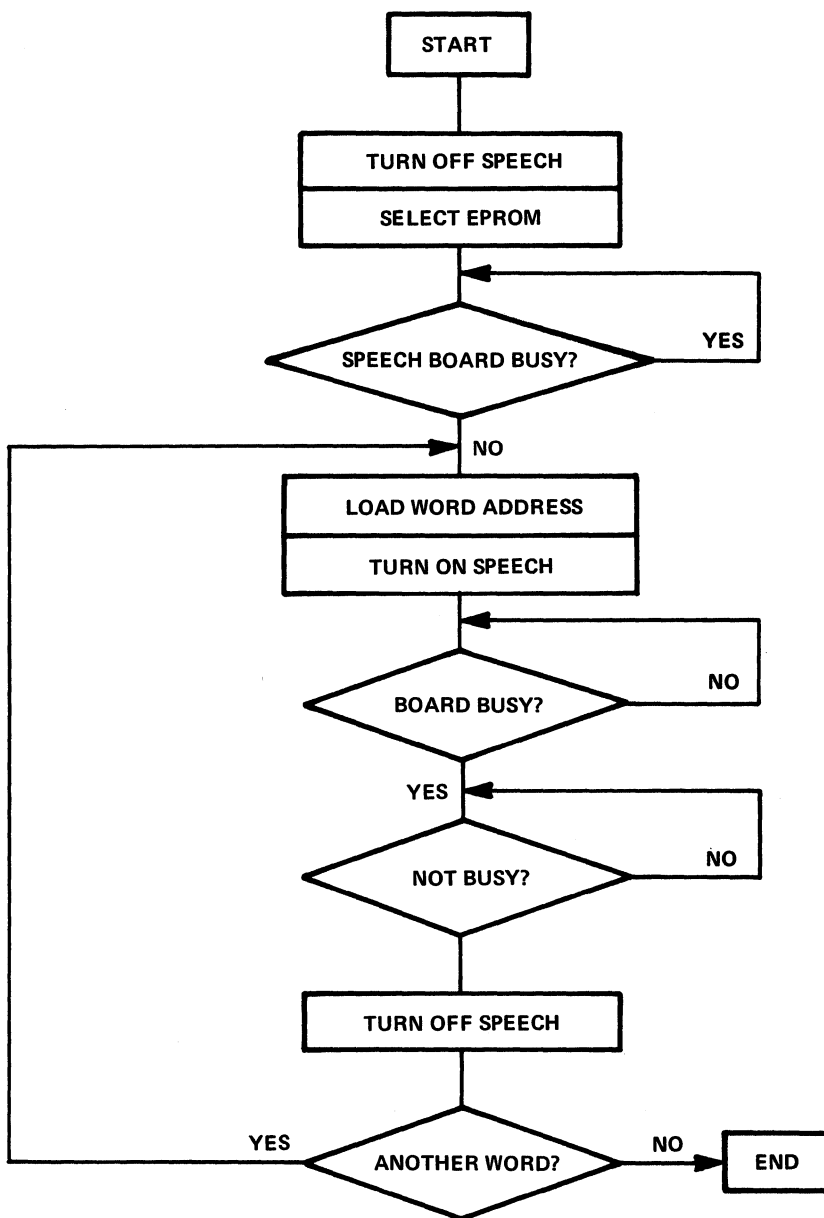 START
TURN OFF SPEECH
SELECT EPROM
SPEECH BOARD BUSY?
YES
NO
LOAD WORD ADDRESS
TURN ON SPEECH
BOARD BUSY?
NO
YES
NOT BUSY?
NO
TURN OFF SPEECH
ANOTHER WORD?
YES
NO
END